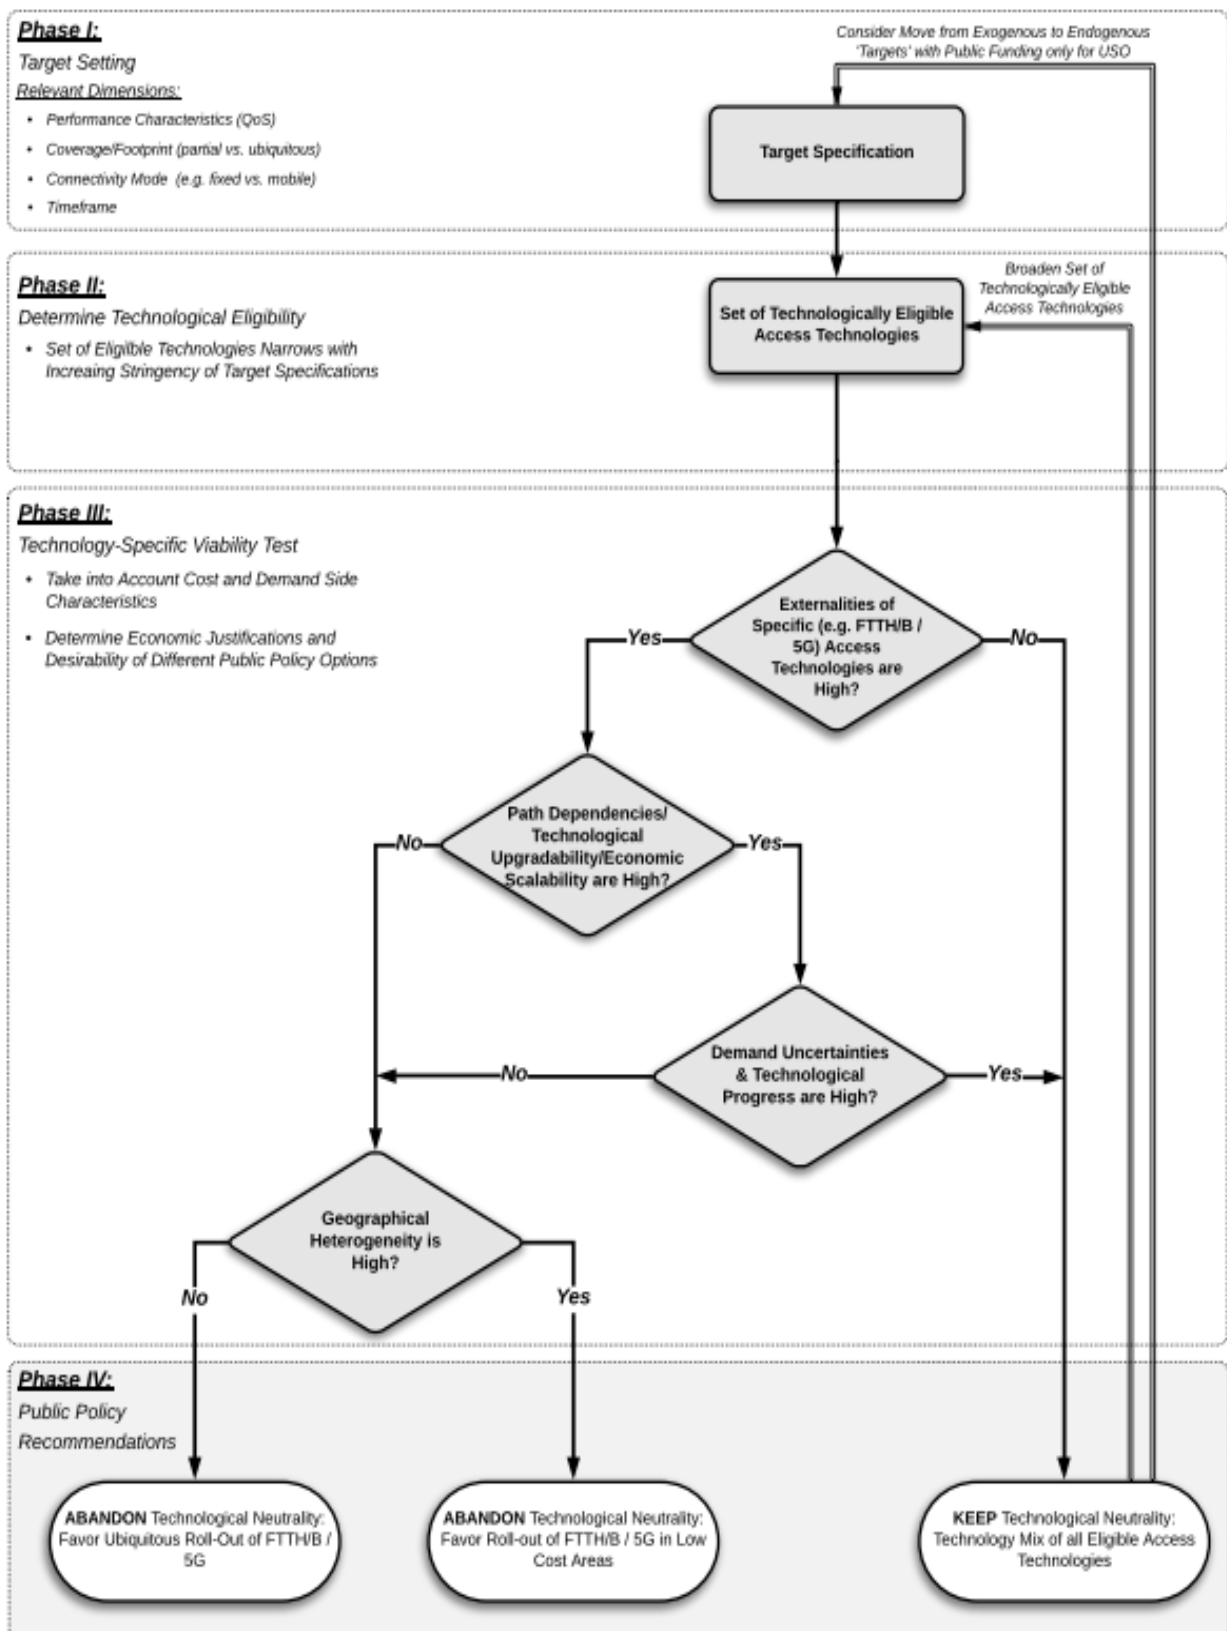 Phase I:
Target Setting
Relevant Dimensions:
• Performance Characteristics (QoS)
• Coverage/Footprint (partial vs. ubiquitous)
• Connectivity Mode (e.g. fixed vs. mobile)
• Timeframe
Consider Move from Exogenous to Endogenous
'Targets' with Public Funding only for USO
Target Specification
Phase II:
Determine Technological Eligibility
• Set of Eligilble Technologies Narrows with
Increaing Stringency of Target Specifications
Set of Technologically Eligible
Access Technologies
Broaden Set of
Technologically Eligible
Access Technologies
Phase III:
Technology-Specific Viability Test
• Take into Account Cost and Demand Side
Characteristics
• Determine Economic Justifications and
Desirability of Different Public Policy Options
Externalities of
Specific (e.g. FTTH/B /
5G) Access
Technologies are
High?
Yes
No
Path Dependencies/
Technological
Upgradability/Economic
Scalability are High?
No
Yes
Demand Uncertainties
& Technological
Progress are High?
No
Yes
Geographical
Heterogeneity is
High?
No
Yes
Phase IV:
Public Policy
Recommendations
ABANDON Technological Neutrality:
Favor Ubiquitous Roll-Out of FTTH/B /
5G
ABANDON Technological Neutrality:
Favor Roll-out of FTTH/B / 5G in Low
Cost Areas
KEEP Technological Neutrality:
Technology Mix of all Eligible Access
Technologies